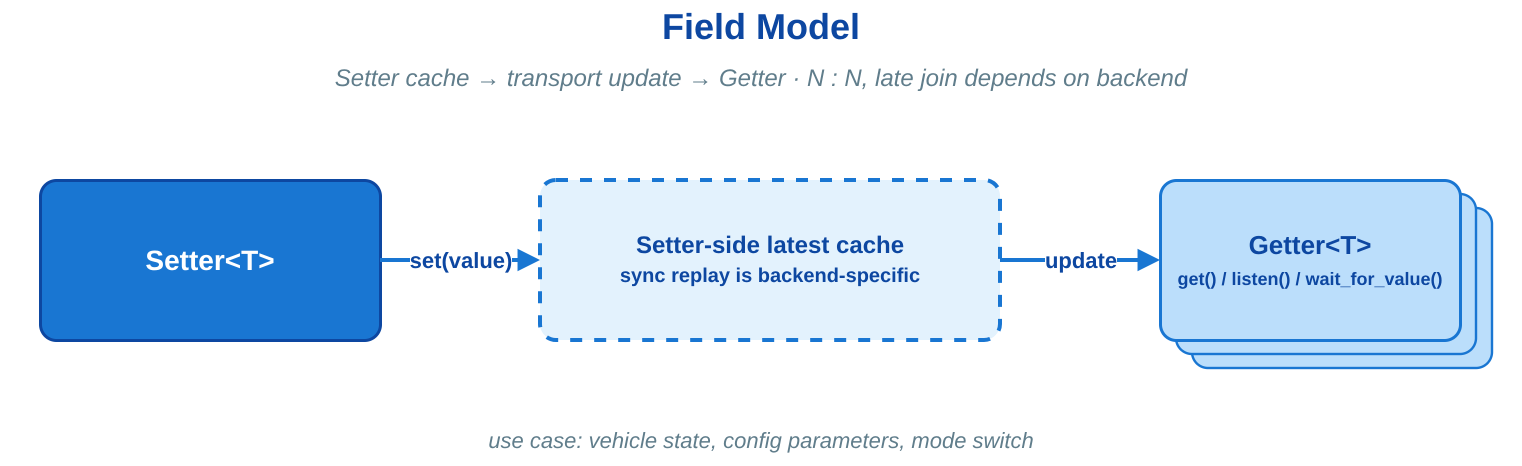 Field Model
Setter cache → transport update → Getter · N : N, late join depends on backend
Setter<T>
set(value)
Setter-side latest cache
sync replay is backend-specific
update
Getter<T>
get() / listen() / wait_for_value()
use case: vehicle state, config parameters, mode switch